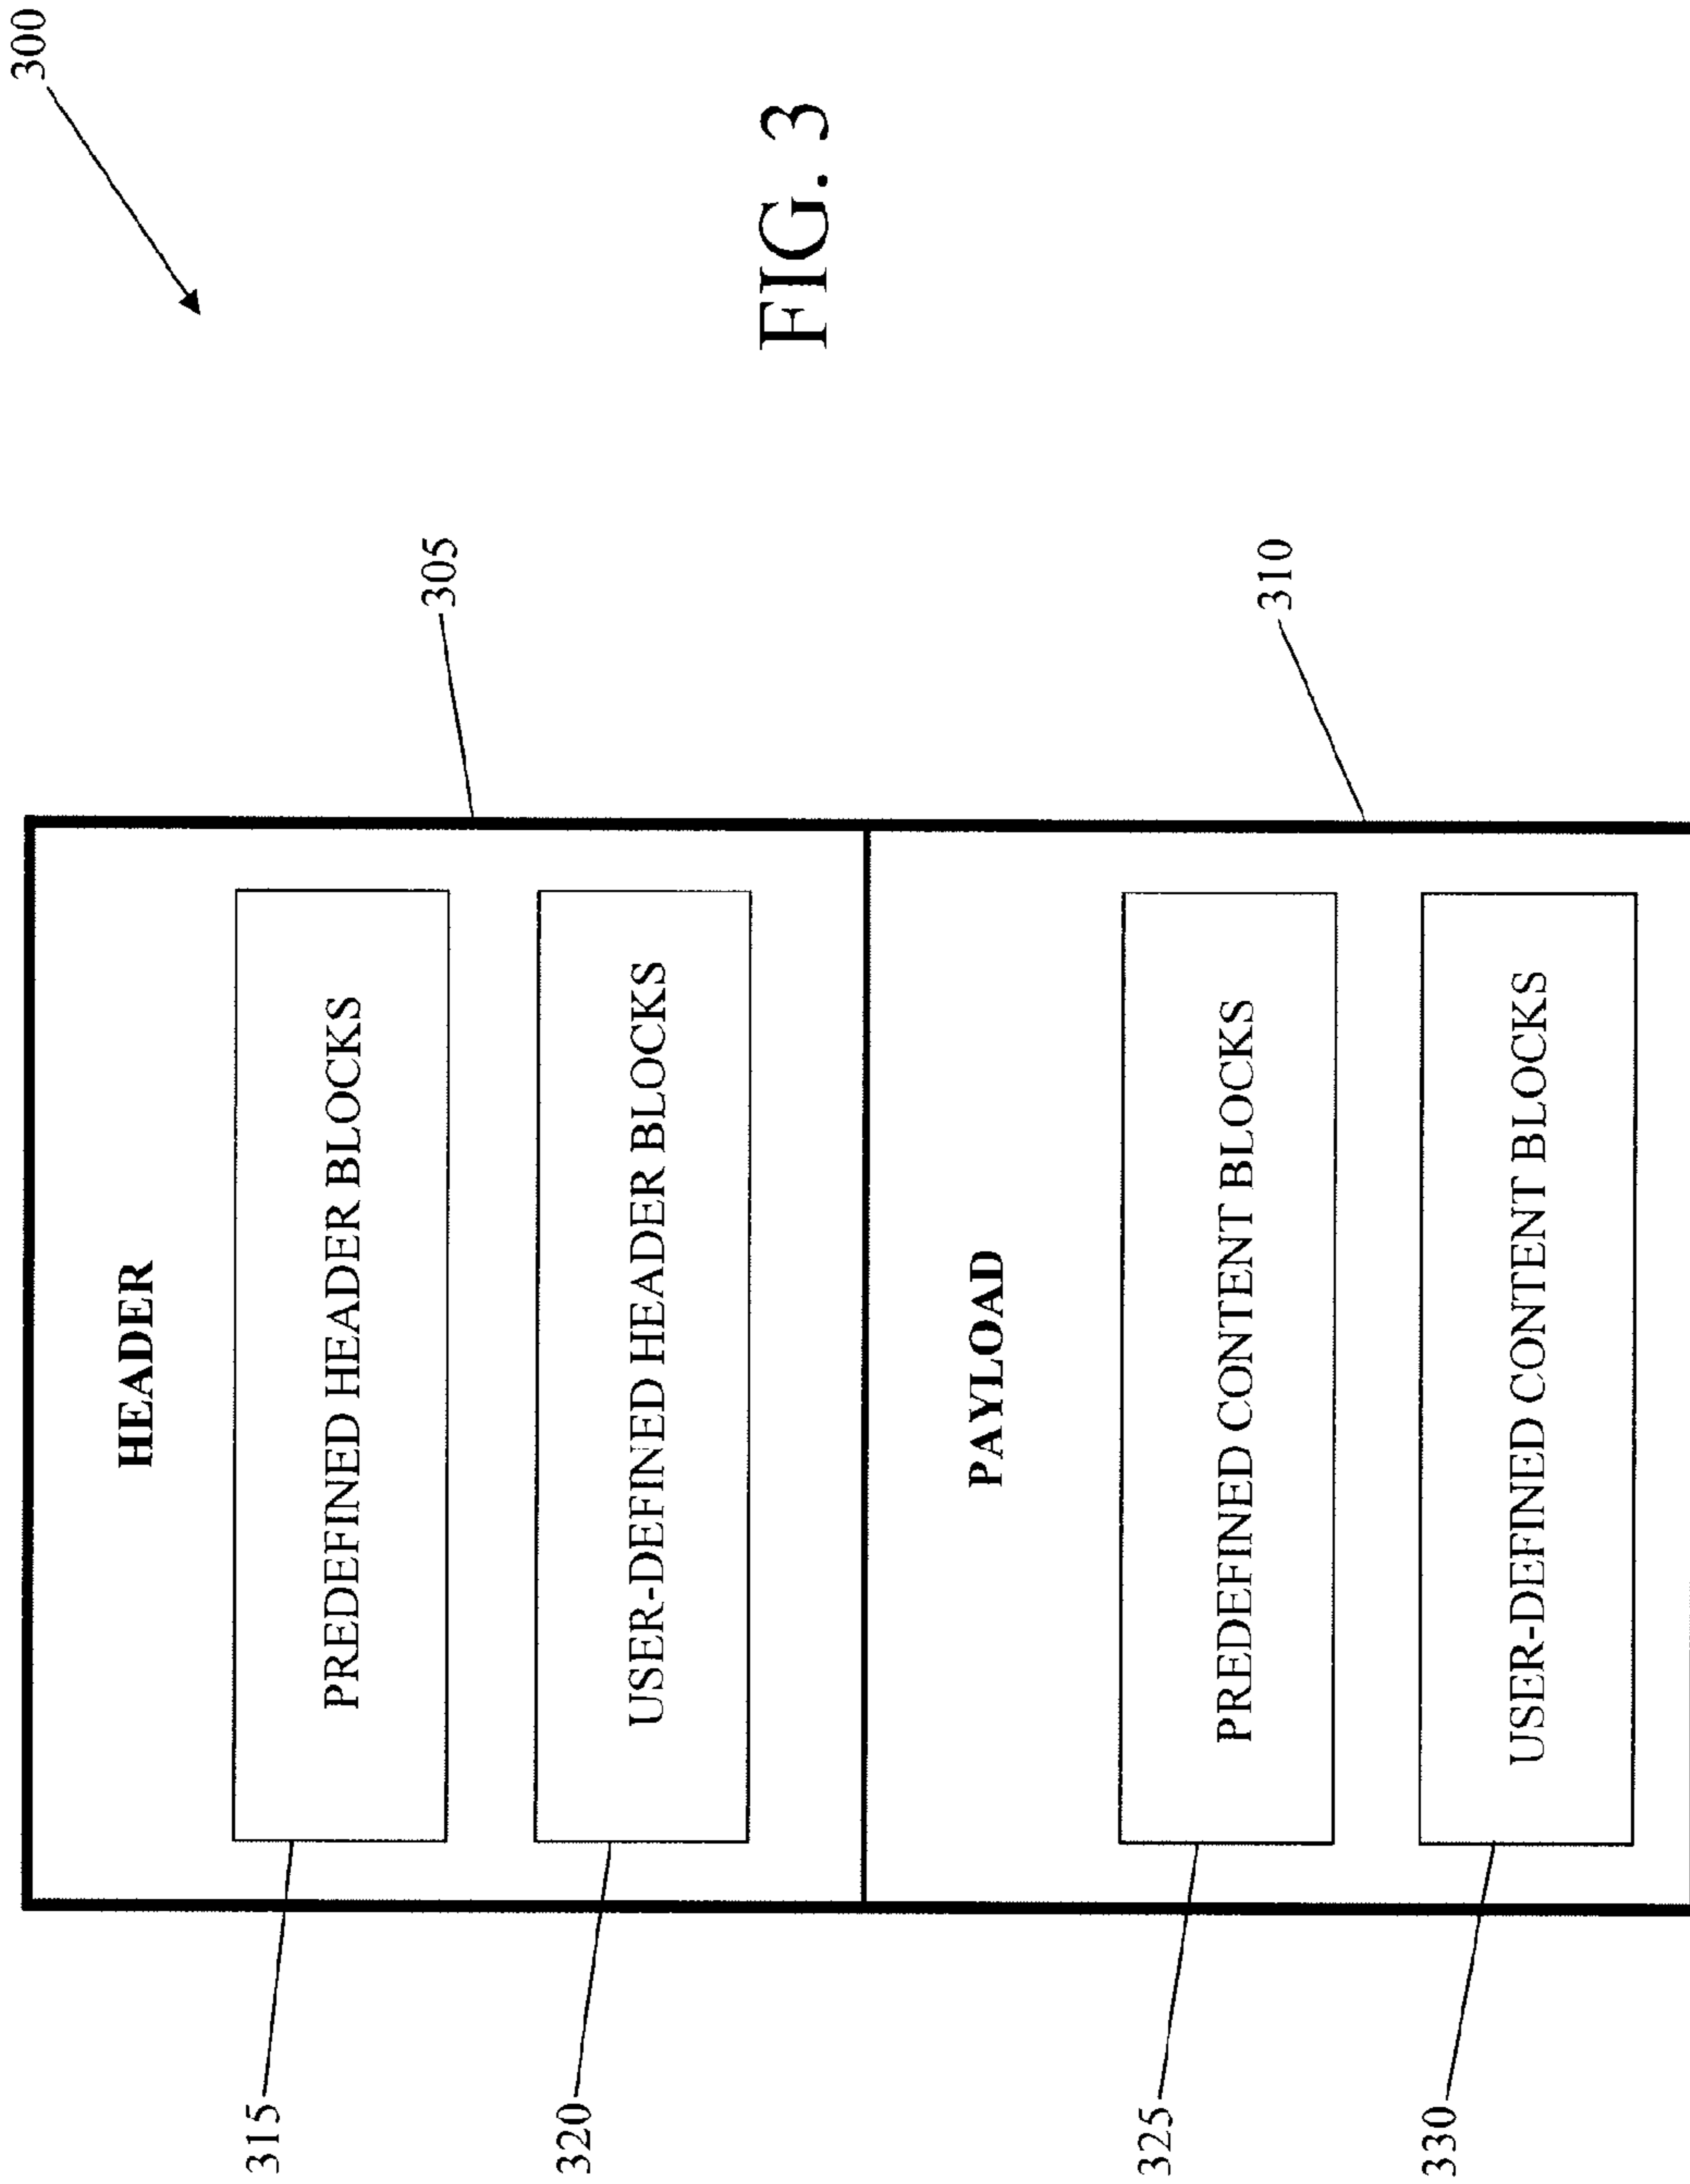 300
HEADER
315
PREDEFINED HEADER BLOCKS
305
320
USER-DEFINED HEADER BLOCKS
FIG. 3
PAYLOAD
325
PREDEFINED CONTENT BLOCKS
310
330
USER-DEFINED CONTENT BLOCKS